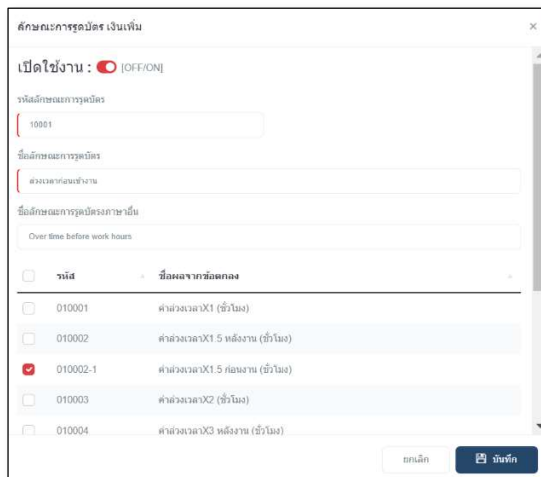 ลักษณะการรูดบัตร เงินเพิ่ม
เปิดใช้งาน : [OFF/ON]
รหัสลักษณะการรูดบัตร
10001
ชื่อลักษณะการรูดบัตร
ล่วงเวลาก่อนเข้างาน
ชื่อลักษณะการรูดบัตรงภาษาอื่น
Over time before work hours
รหัส ชื่อผลจากข้อตกลง
010001 ค่าล่วงเวลาX1 (ชั่วโมง)
010002 ค่าล่วงเวลาX1.5 หลังงาน (ชั่วโมง)
010002-1 ค่าล่วงเวลาX1.5 ก่อนงาน (ชั่วโมง)
010003 ค่าล่วงเวลาX2 (ชั่วโมง)
010004 ค่าล่วงเวลาX3 หลังงาน (ชั่วโมง)
ยกเลิก บันทึก